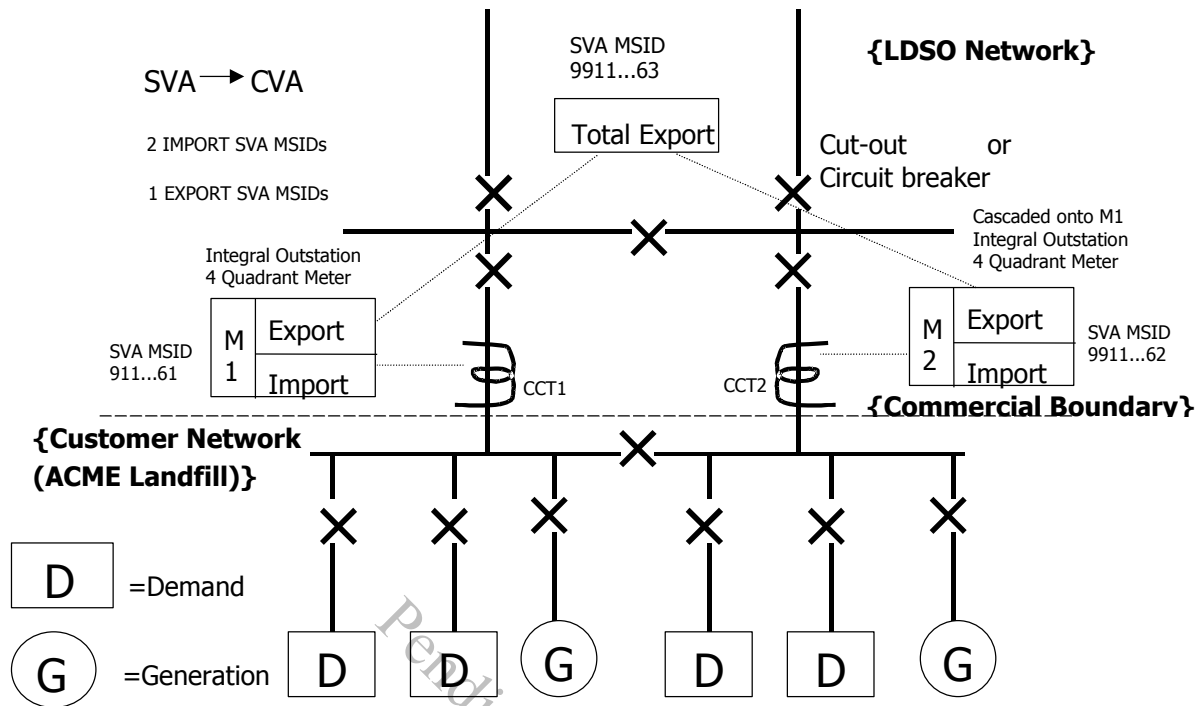 SVA MSID
9911...63
{LDSO Network}
SVA → CVA
Total Export
2 IMPORT SVA MSIDs
Cut-out or
Circuit breaker
1 EXPORT SVA MSIDs
Cascaded onto M1
Integral Outstation
4 Quadrant Meter
Integral Outstation
4 Quadrant Meter
M
1
Export
Import
SVA MSID
911...61
CCT1
CCT2
M
2
Export
Import
SVA MSID
9911...62
{Commercial Boundary}
{Customer Network
(ACME Landfill)}
D
=Demand
G
=Generation
D
D
G
D
D
G
Pendi